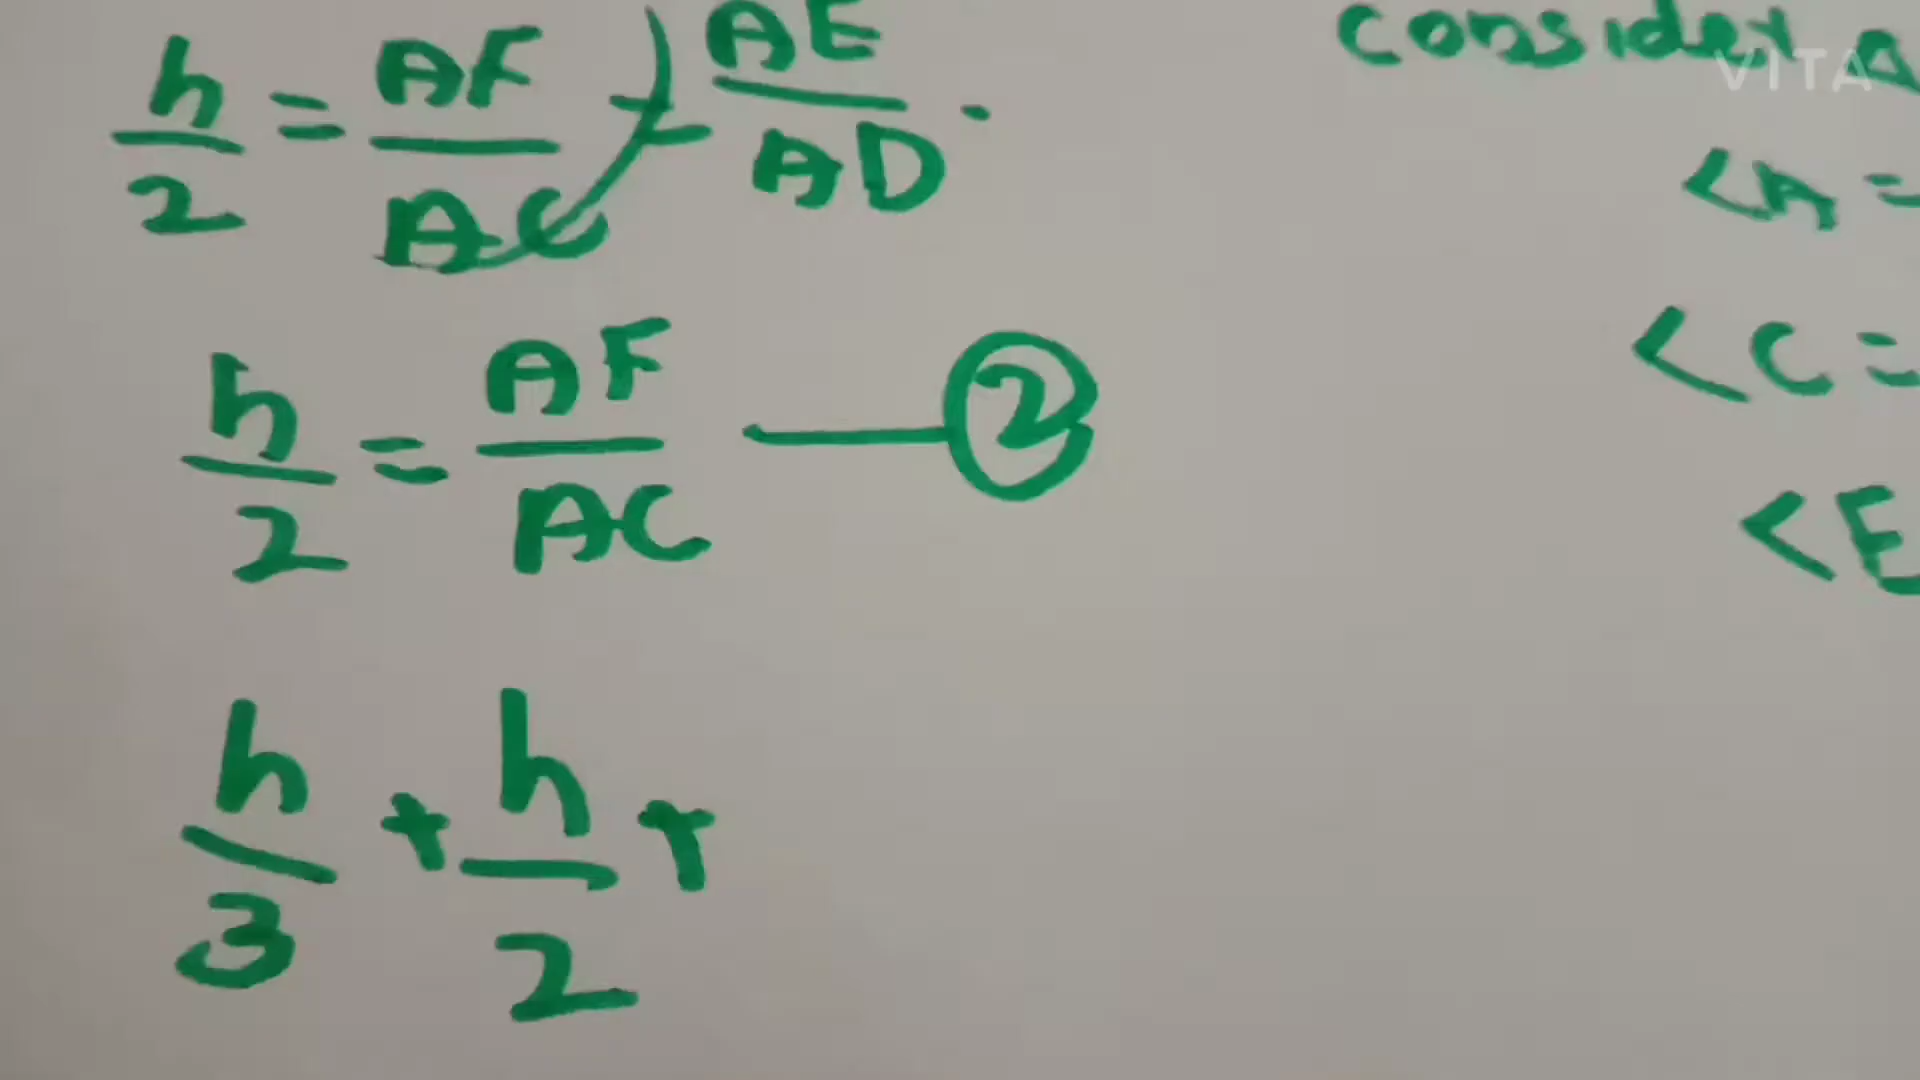 h/2 = AF/AC = AE/AD .
h/2 = AF/AC — 2
h/3 + h/2 +
consider
<A =
<C =
<E
VITA